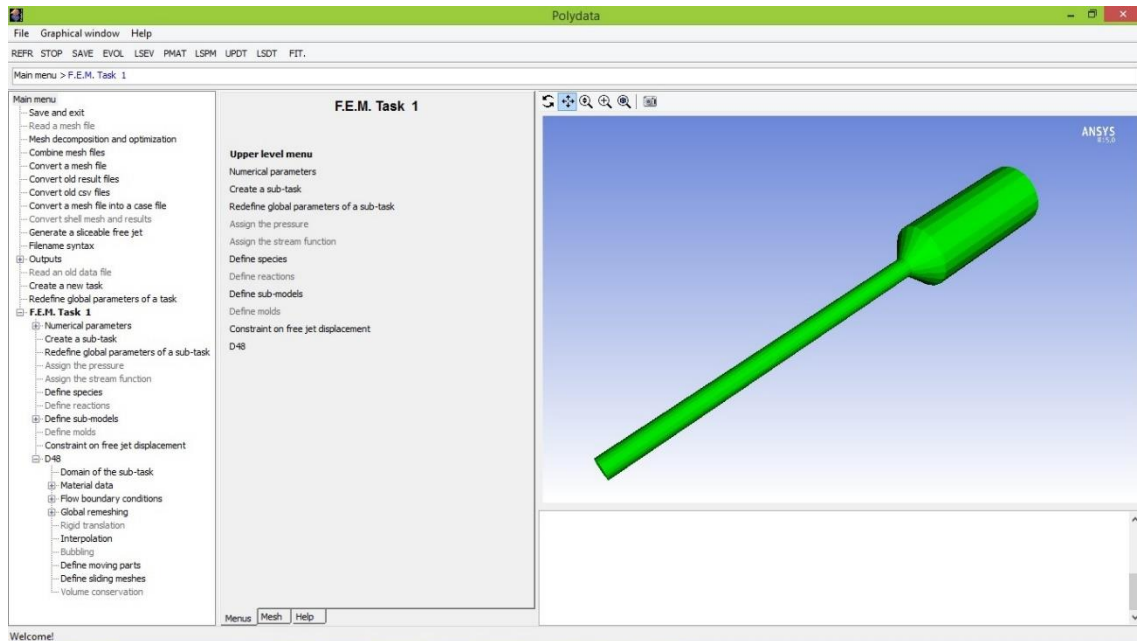 Polydata
File Graphical window Help
REFR STOP SAVE EVOL LSEV PMAT LSPM UPDT LSDT FIT.
Main menu > F.E.M. Task 1
Main menu
Save and exit
Read a mesh file
Mesh decomposition and optimization
Combine mesh files
Convert a mesh file
Convert old result files
Convert old csv files
Convert a mesh file into a case file
Convert shell mesh and results
Generate a sliceable free jet
Filename syntax
Outputs
Read an old data file
Create a new task
Redefine global parameters of a task
F.E.M. Task 1
Numerical parameters
Create a sub-task
Redefine global parameters of a sub-task
Assign the pressure
Assign the stream function
Define species
Define reactions
Define sub-models
Define molds
Constraint on free jet displacement
D48
Domain of the sub-task
Material data
Flow boundary conditions
Global remeshing
Rigid translation
Interpolation
Bubbling
Define moving parts
Define sliding meshes
Volume conservation
F.E.M. Task 1
Upper level menu
Numerical parameters
Create a sub-task
Redefine global parameters of a sub-task
Assign the pressure
Assign the stream function
Define species
Define reactions
Define sub-models
Define molds
Constraint on free jet displacement
D48
Menus Mesh Help
ANSYS
R15.0
Welcome!